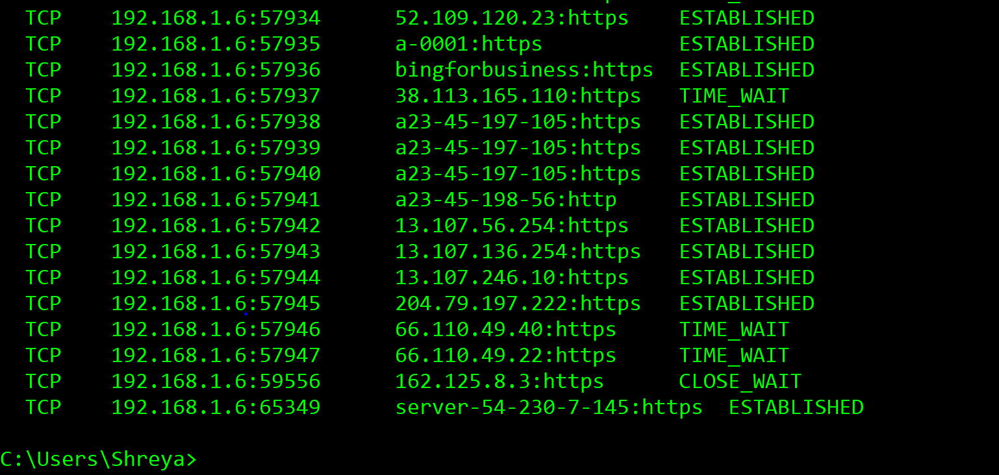 TCP    192.168.1.6:57934      52.109.120.23:https    ESTABLISHED
TCP    192.168.1.6:57935      a-0001:https           ESTABLISHED
TCP    192.168.1.6:57936      bingforbusiness:https  ESTABLISHED
TCP    192.168.1.6:57937      38.113.165.110:https   TIME_WAIT
TCP    192.168.1.6:57938      a23-45-197-105:https   ESTABLISHED
TCP    192.168.1.6:57939      a23-45-197-105:https   ESTABLISHED
TCP    192.168.1.6:57940      a23-45-197-105:https   ESTABLISHED
TCP    192.168.1.6:57941      a23-45-198-56:http     ESTABLISHED
TCP    192.168.1.6:57942      13.107.56.254:https    ESTABLISHED
TCP    192.168.1.6:57943      13.107.136.254:https   ESTABLISHED
TCP    192.168.1.6:57944      13.107.246.10:https    ESTABLISHED
TCP    192.168.1.6:57945      204.79.197.222:https   ESTABLISHED
TCP    192.168.1.6:57946      66.110.49.40:https     TIME_WAIT
TCP    192.168.1.6:57947      66.110.49.22:https     TIME_WAIT
TCP    192.168.1.6:59556      162.125.8.3:https      CLOSE_WAIT
TCP    192.168.1.6:65349      server-54-230-7-145:https  ESTABLISHED
C:\Users\Shreya>